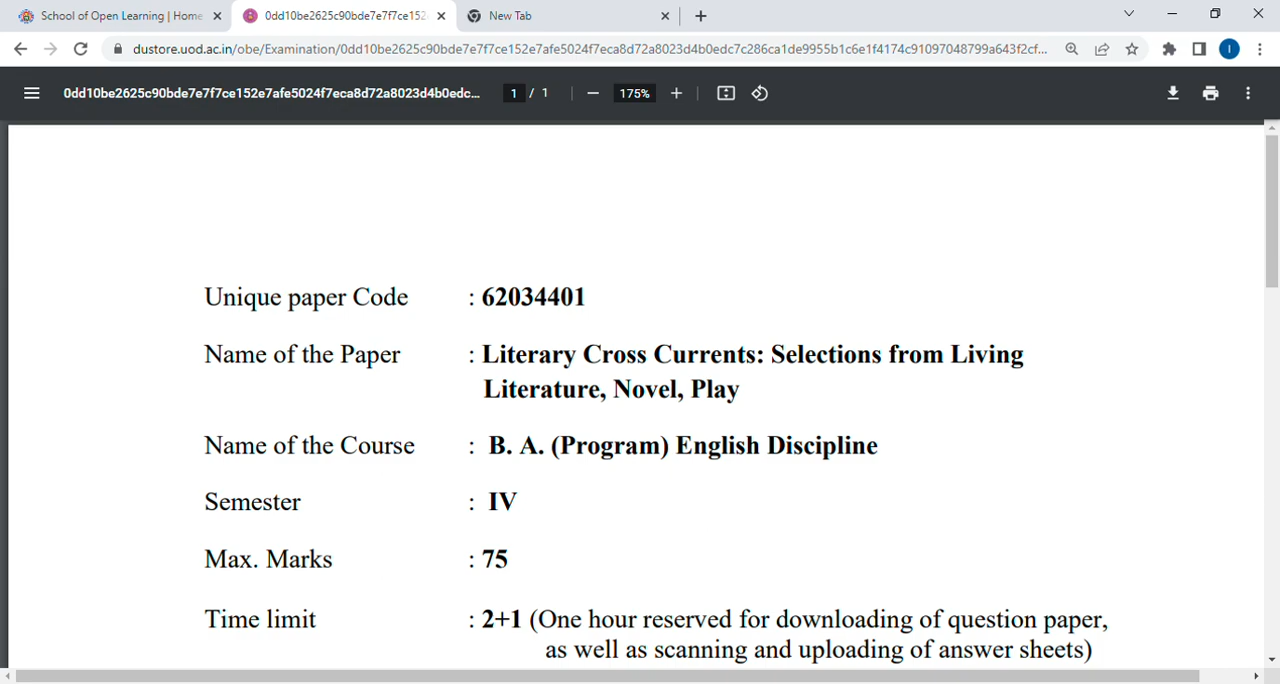 School of Open Learning | Home
0dd10be2625c90bde7e7f7ce152
New Tab
dustore.uod.ac.in/obe/Examination/0dd10be2625c90bde7e7f7ce152e7afe5024f7eca8d72a8023d4b0edc7c286ca1de9955b1c6e1f4174c91097048799a643f2cf...
I
0dd10be2625c90bde7e7f7ce152e7afe5024f7eca8d72a8023d4b0edc...
1 / 1
175%
Unique paper Code : 62034401
Name of the Paper : Literary Cross Currents: Selections from Living
Literature, Novel, Play
Name of the Course : B. A. (Program) English Discipline
Semester : IV
Max. Marks : 75
Time limit : 2+1 (One hour reserved for downloading of question paper,
as well as scanning and uploading of answer sheets)